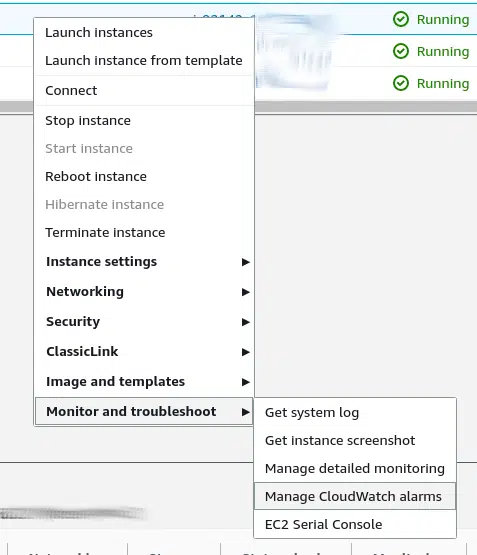 Running
Launch instances
Running
Launch instance from template
Running
Connect
Stop instance
Start instance
Reboot instance
Hibernate instance
Terminate instance
Instance settings
Networking
Security
ClassicLink
Image and templates
Monitor and troubleshoot
Get system log
Get instance screenshot
Manage detailed monitoring
Manage CloudWatch alarms
EC2 Serial Console